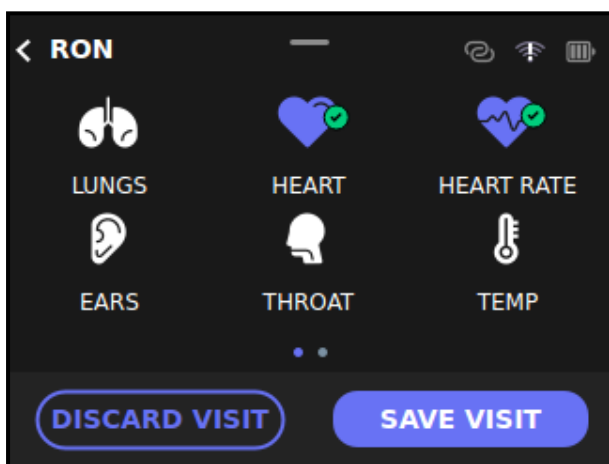 RON
LUNGS HEART HEART RATE
EARS THROAT TEMP
DISCARD VISIT SAVE VISIT